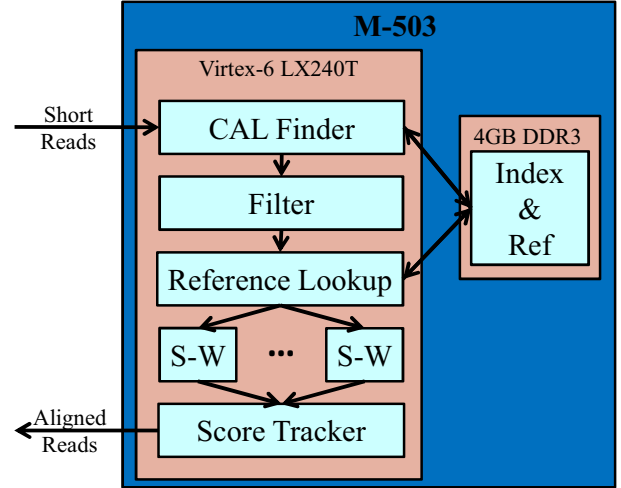 M-503
Virtex-6 LX240T
Short
Reads
CAL Finder
4GB DDR3
Index
&
Ref
Filter
Reference Lookup
S-W
...
S-W
Aligned
Reads
Score Tracker